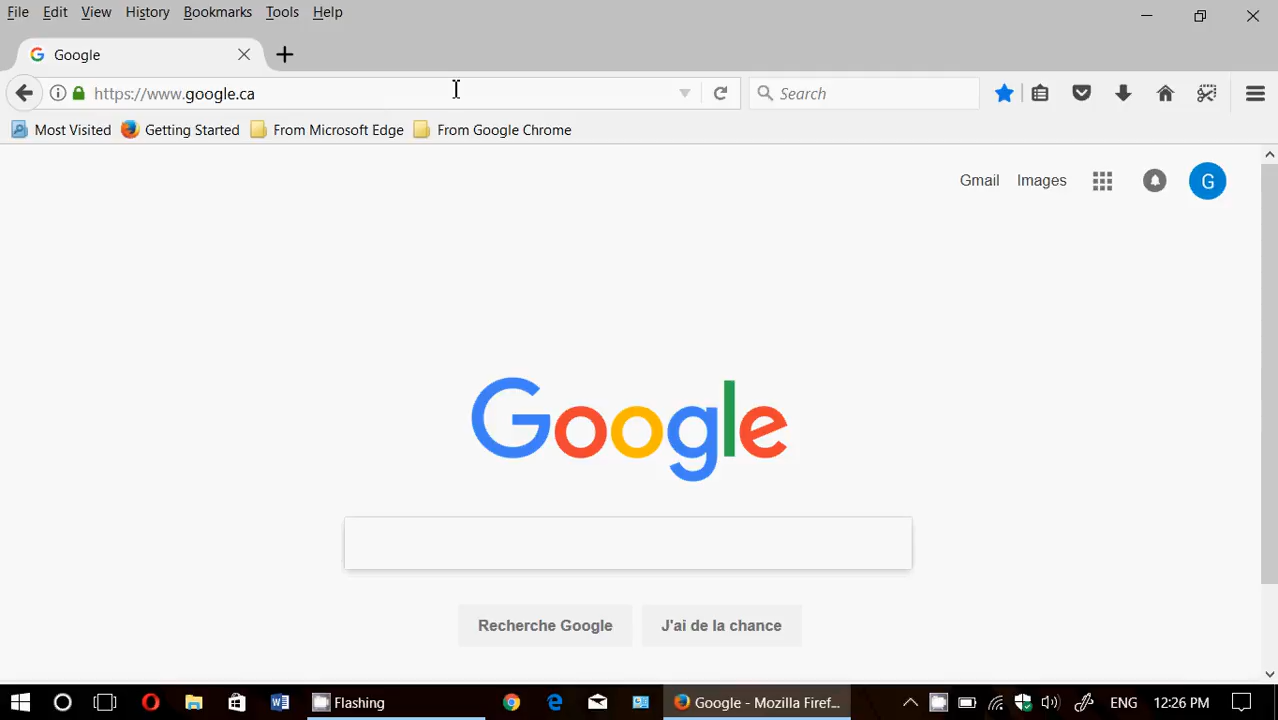 File Edit View History Bookmarks Tools Help
Google
https://www.google.ca Search
Most Visited Getting Started From Microsoft Edge From Google Chrome
Gmail Images G
Google
Recherche Google J'ai de la chance
Flashing Google - Mozilla Firef... ENG 12:26 PM